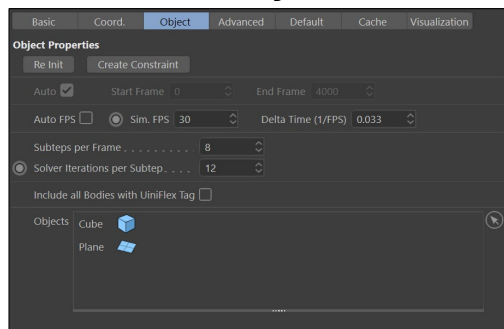 Basic Coord. Object Advanced Default Cache Visualization
Object Properties
Re Init Create Constraint
Auto Start Frame 0 End Frame 4000
Auto FPS Sim. FPS 30 Delta Time (1/FPS) 0.033
Substeps per Frame . . . . . . . . . . 8
Solver Iterations per Subtep . . . . 12
Include all Bodies with UiniFlex Tag
Objects Cube
Plane